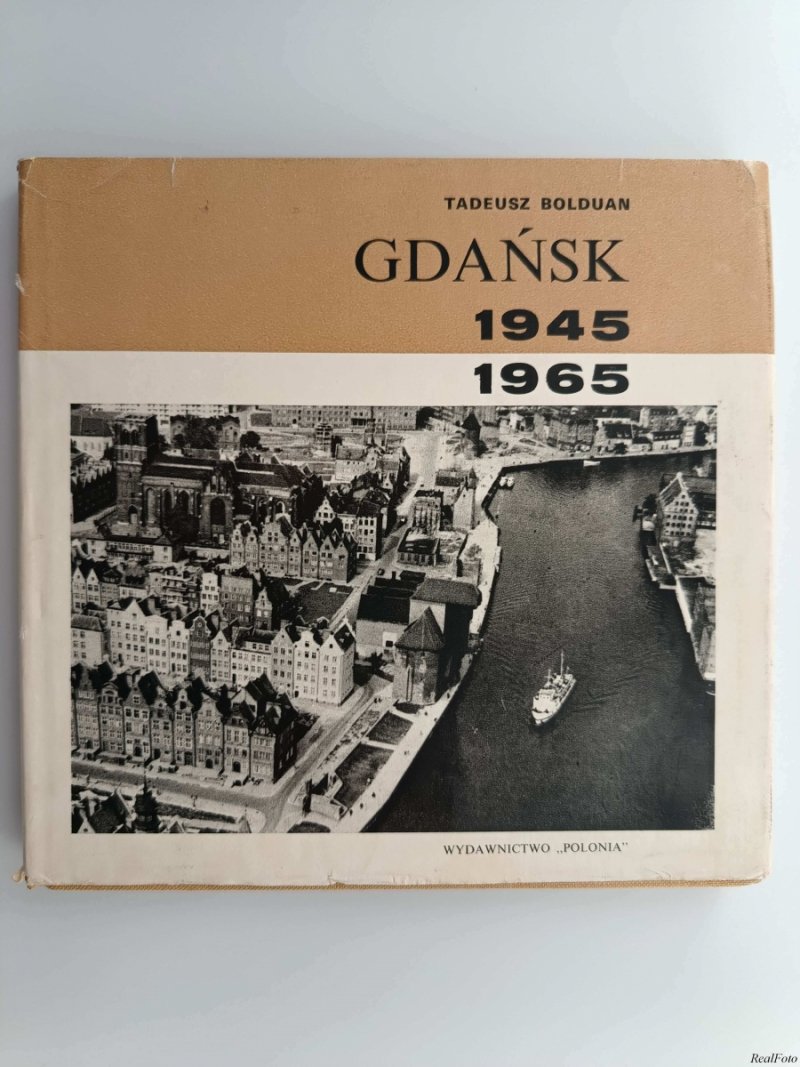 TADEUSZ BOLDUAN
GDAŃSK
1945
1965
WYDAWNICTWO „POLONIA"
RealFoto